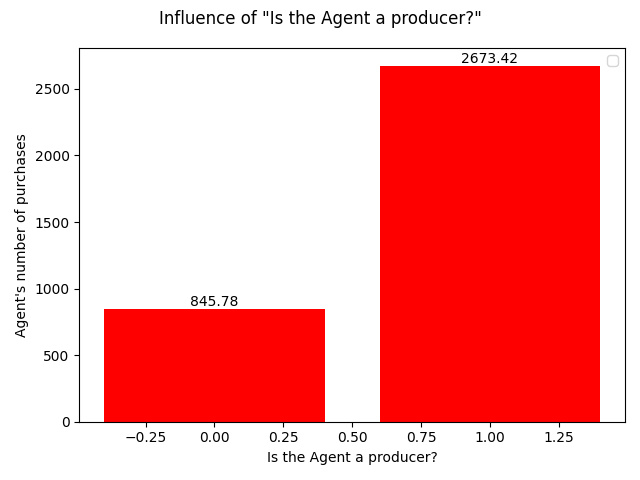 Influence of "Is the Agent a producer?"
2673.42
845.78
Agent's number of purchases
2500
2000
1500
1000
500
0
−0.25 0.00 0.25 0.50 0.75 1.00 1.25
Is the Agent a producer?